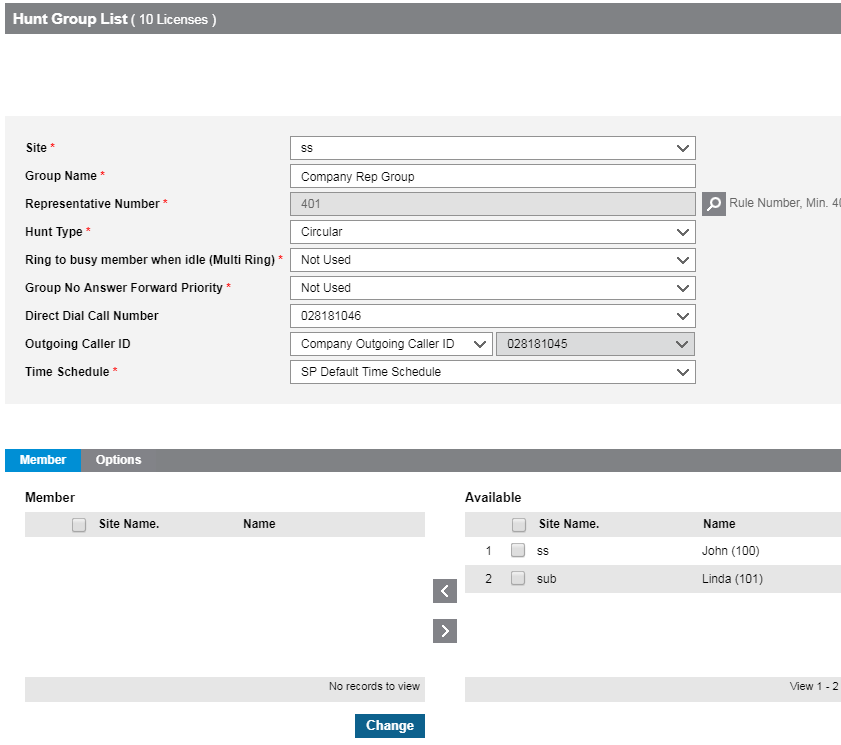 Hunt Group List ( 10 Licenses )
Site * ss
Group Name * Company Rep Group
Representative Number * 401 Rule Number, Min. 40
Hunt Type * Circular
Ring to busy member when idle (Multi Ring) * Not Used
Group No Answer Forward Priority * Not Used
Direct Dial Call Number 028181046
Outgoing Caller ID Company Outgoing Caller ID 028181045
Time Schedule * SP Default Time Schedule
Member Options
Member Available
Site Name. Name Site Name. Name
1 ss John (100)
2 sub Linda (101)
No records to view View 1 - 2
Change